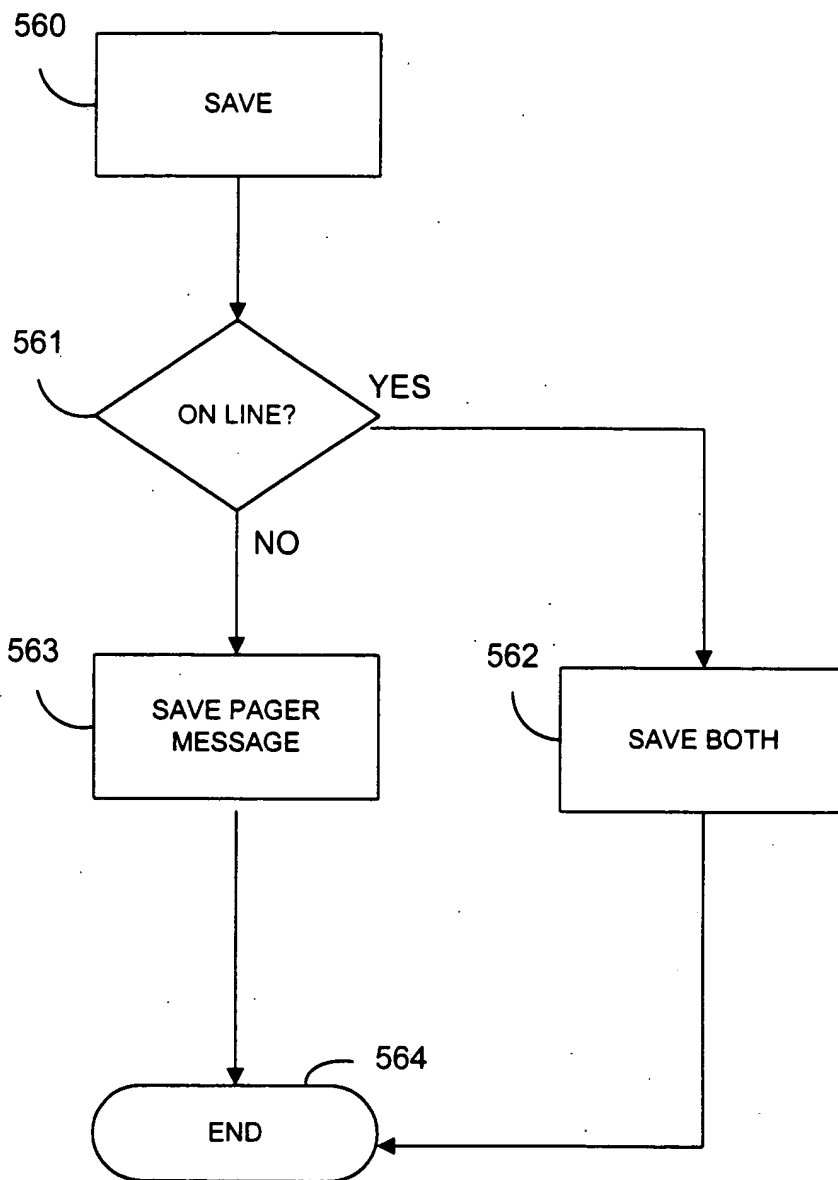 560
SAVE
561
ON LINE?
YES
NO
563
SAVE PAGER
MESSAGE
562
SAVE BOTH
564
END